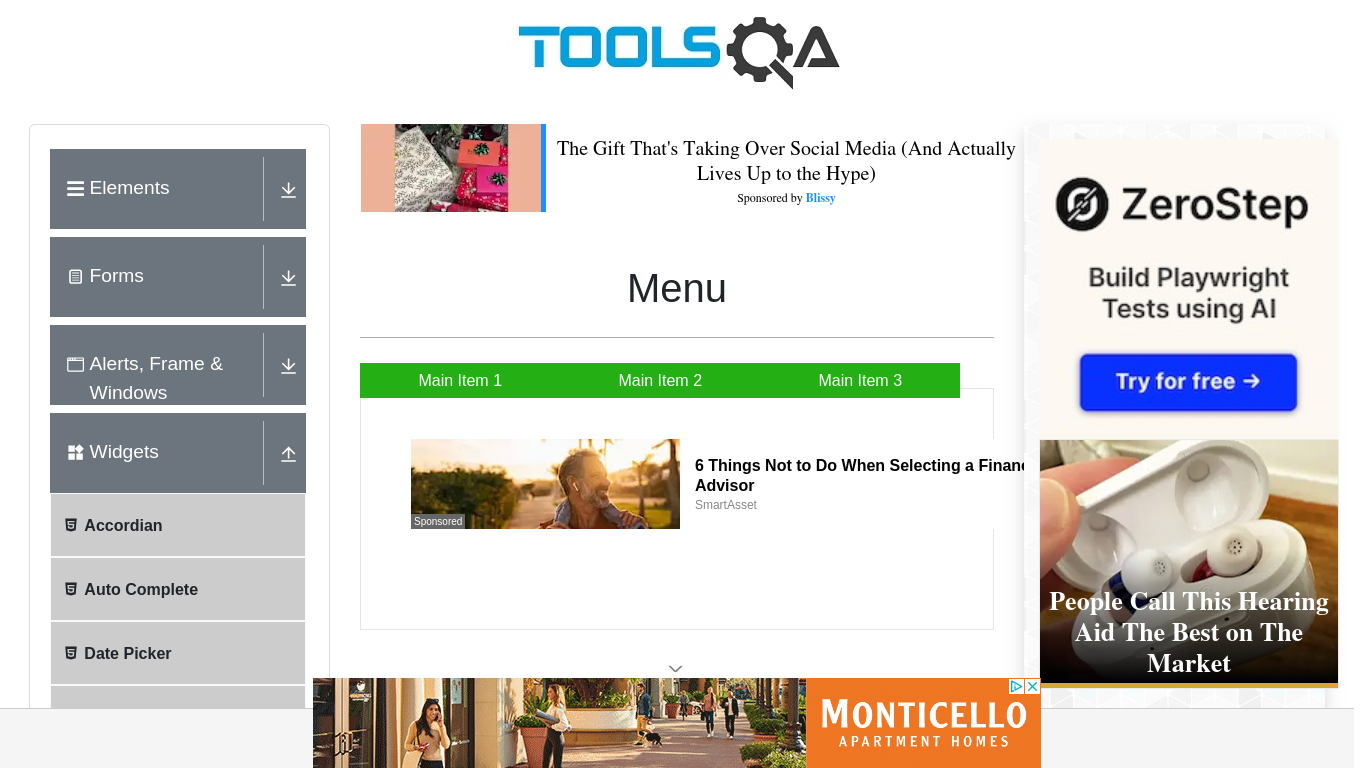 TOOLSQA
Elements
Forms
Alerts, Frame &
Windows
Widgets
Accordian
Auto Complete
Date Picker
The Gift That's Taking Over Social Media (And Actually
Lives Up to the Hype)
Sponsored by Blissy
Menu
Main Item 1
Main Item 2
Main Item 3
Sponsored
6 Things Not to Do When Selecting a Financ
Advisor
SmartAsset
ZeroStep
Build Playwright
Tests using AI
Try for free →
People Call This Hearing
Aid The Best on The
Market
MONTICELLO
APARTMENT HOMES